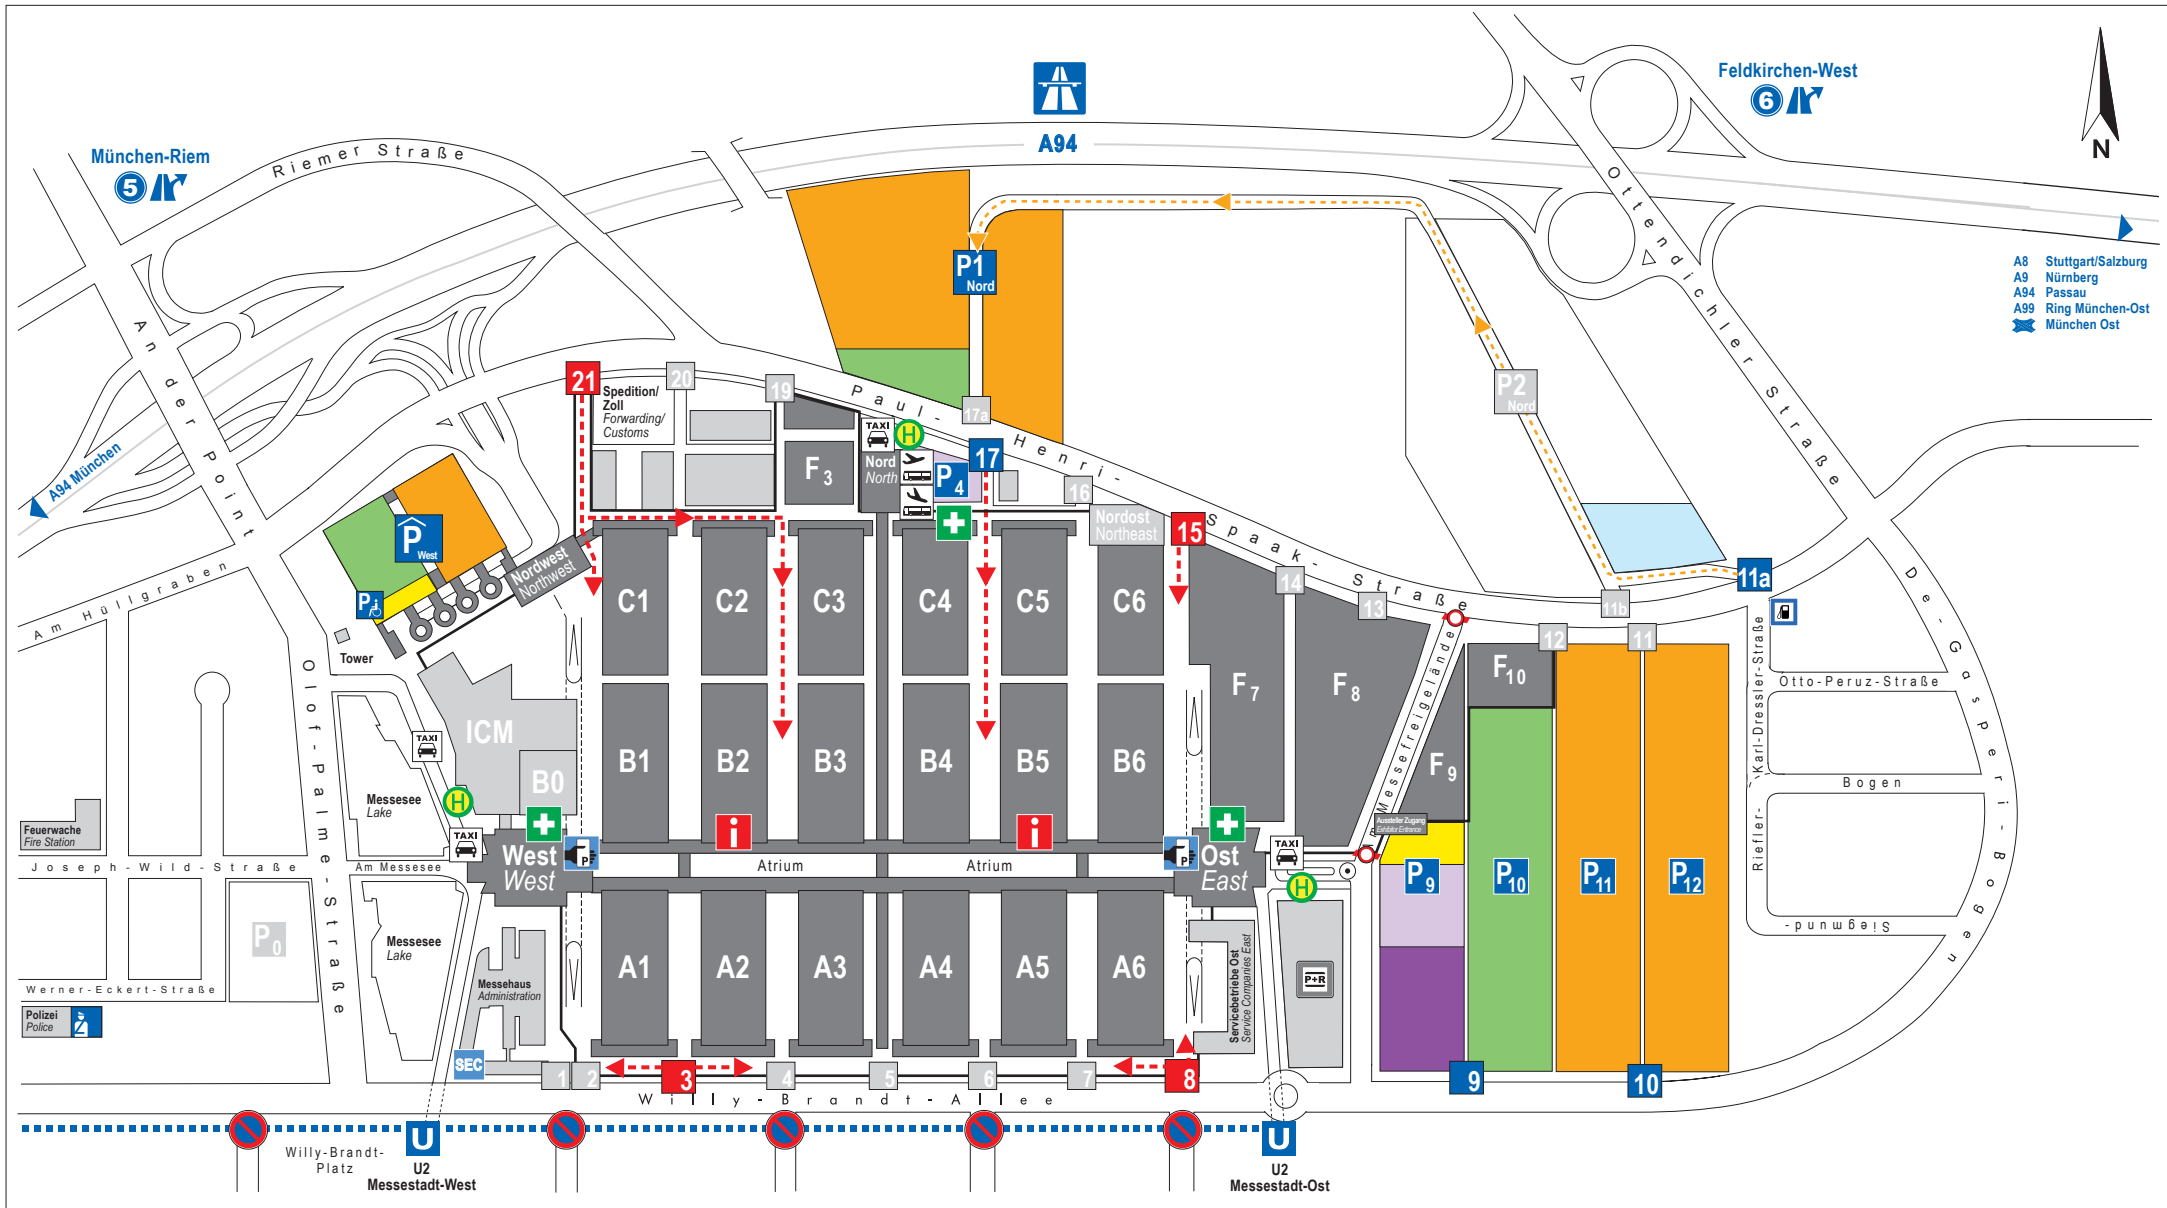 Feldkirchen-West
6
A94
N
München-Riem
5
Riemer Straße
Ottendichler Straße
A8 Stuttgart/Salzburg
A9 Nürnberg
A94 Passau
A99 Ring München-Ost
München Ost
P1
Nord
An der Point
21
20
19
Spedition/
Zoll
Forwarding/
Customs
Paul-Henri-Spaak-Straße
17a
P2
Nord
TAXI
H
17
F3
Nord
North
P4
16
A94 München
P
West
P
Nordwest
Northwest
Nordost
Northeast
15
14
13
11b
11a
12
11
Am Hüllgraben
Tower
Olof-Palme-Straße
C1
C2
C3
C4
C5
C6
F7
F8
F9
F10
Messefreigelände
De-Gasperi-Bogen
Karl-Dressler-Straße
Otto-Peruz-Straße
ICM
TAXI
B0
B1
B2
B3
B4
B5
B6
Bogen
Riefler-
Messesee
Lake
H
Feuerwache
Fire Station
TAXI
West
West
P
i
i
P
Ost
East
TAXI
H
Aussteller Zugang
Exhibitor Entrance
Joseph-Wild-Straße
Am Messesee
Atrium
Atrium
P9
P10
P11
P12
P0
Messesee
Lake
Siegmund-
A1
A2
A3
A4
A5
A6
Messehaus
Administration
Servicebetriebe Ost
Service Companies East
P+R
Werner-Eckert-Straße
Polizei
Police
SEC
1
2
3
4
5
6
7
8
9
10
Willy-Brandt-Allee
Willy-Brandt-
Platz
U
U2
Messestadt-West
U
U2
Messestadt-Ost